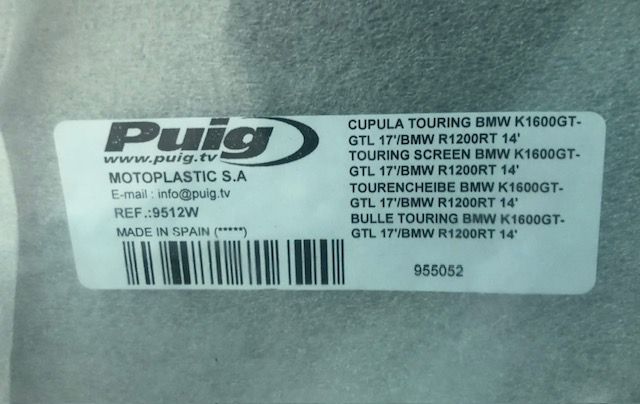 Puig
www.puig.tv
MOTOPLASTIC S.A
E-mail : info@puig.tv
REF.:9512W
MADE IN SPAIN (*****)
CUPULA TOURING BMW K1600GT-
GTL 17'/BMW R1200RT 14'
TOURING SCREEN BMW K1600GT-
GTL 17'/BMW R1200RT 14'
TOURENCHEIBE BMW K1600GT-
GTL 17'/BMW R1200RT 14'
BULLE TOURING BMW K1600GT-
GTL 17'/BMW R1200RT 14'
955052